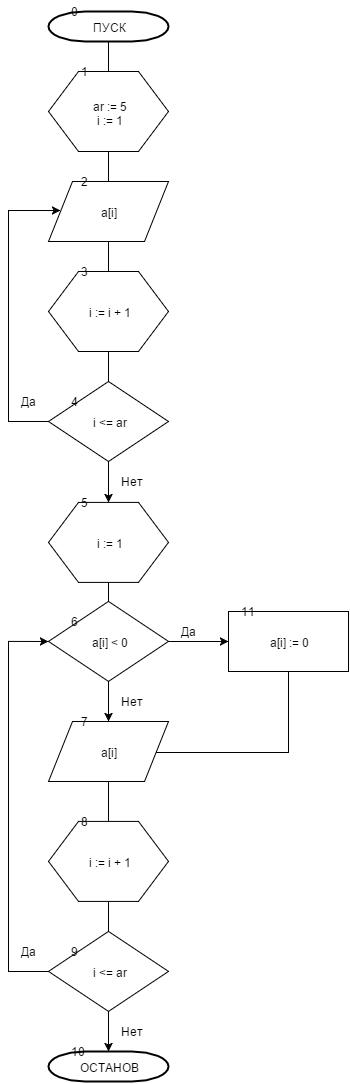 0
ПУСК
1
ar := 5
i := 1
2
a[i]
3
i := i + 1
4
Да
i <= ar
Нет
5
i := 1
6
a[i] < 0
Да
11
a[i] := 0
Нет
7
a[i]
8
i := i + 1
Да
9
i <= ar
Нет
10
ОСТАНОВ